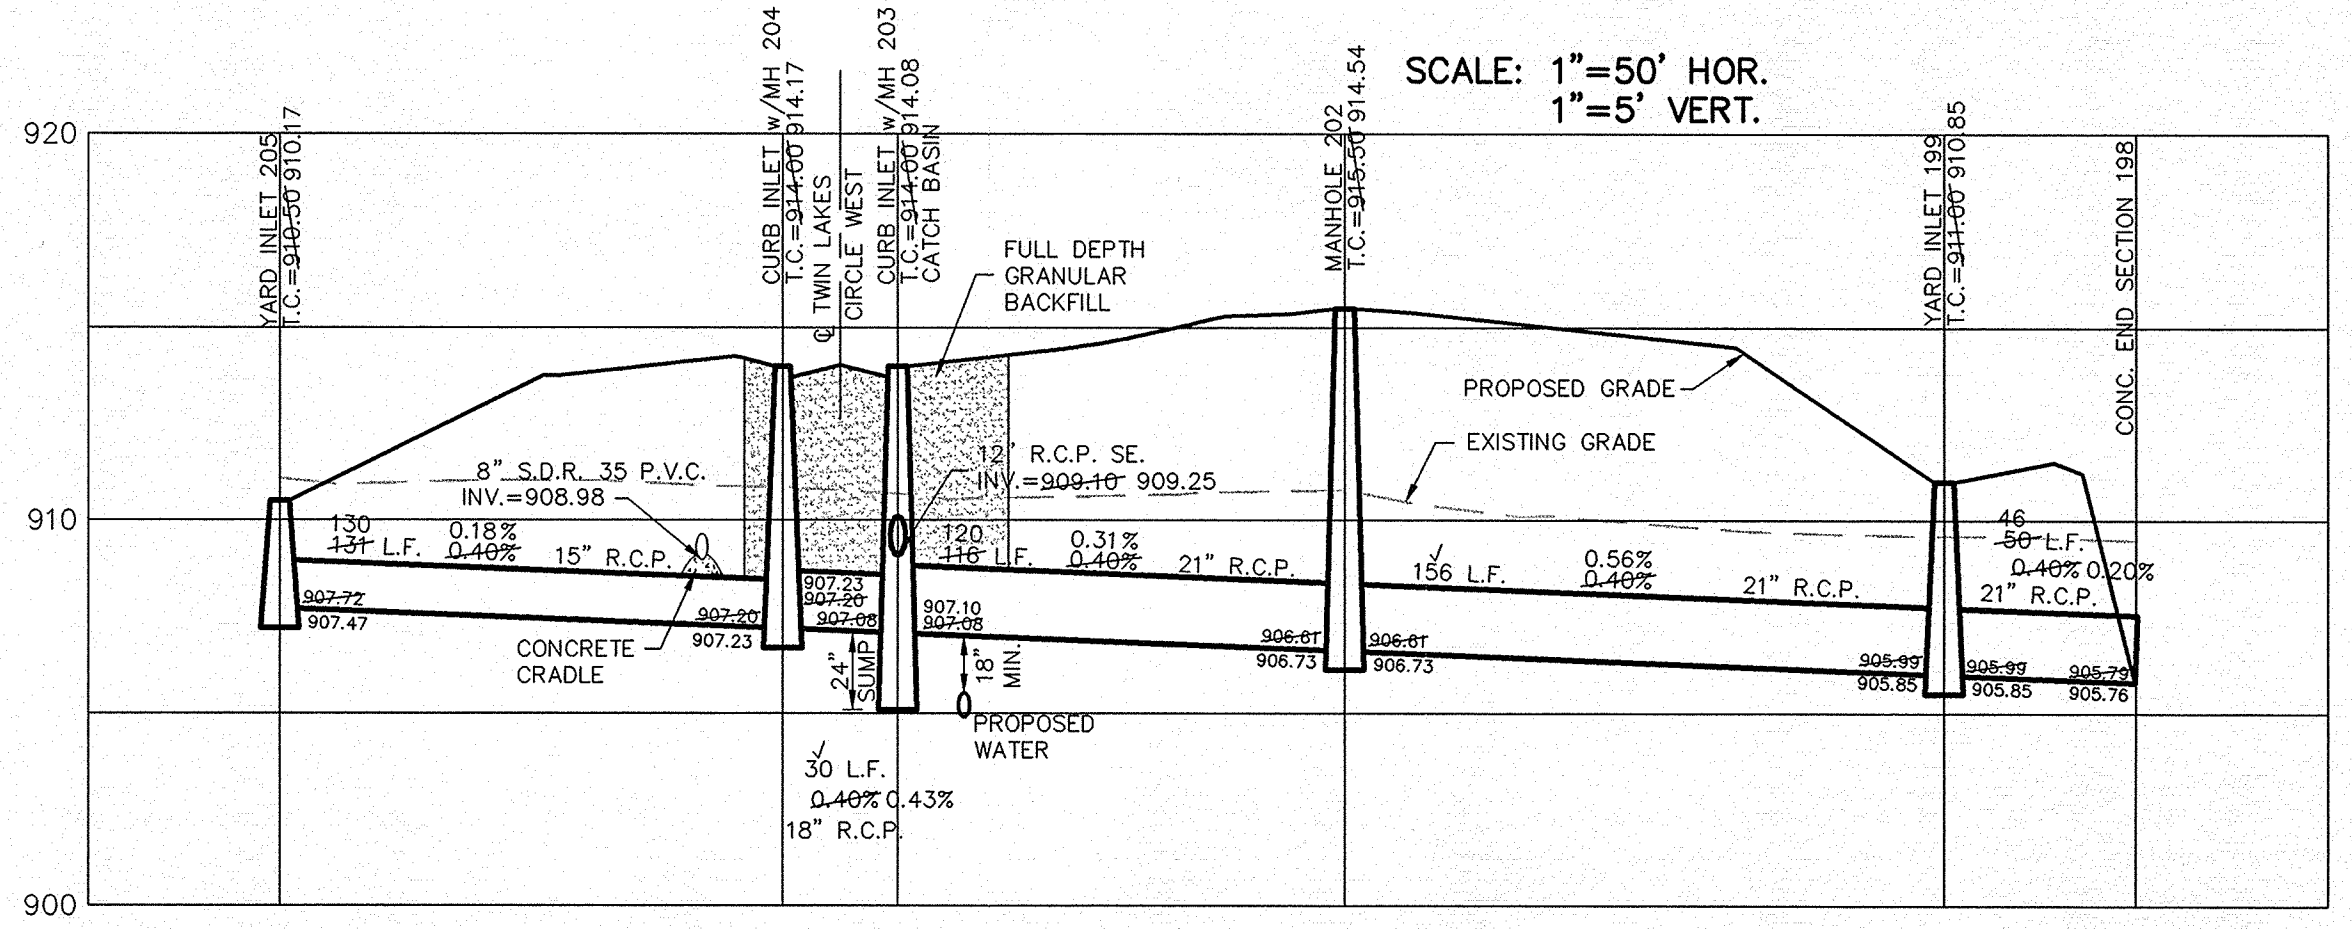 SCALE: 1"=50' HOR.
1"=5' VERT.
920
910
900
YARD INLET 205
T.C.=910.50 910.17
CURB INLET w/MH 204
T.C.=914.00 914.17
℄ TWIN LAKES
CIRCLE WEST
CURB INLET w/MH 203
T.C.=914.00 914.08
CATCH BASIN
MANHOLE 202
T.C.=915.50 914.54
YARD INLET 199
T.C.=911.00 910.85
CONC. END SECTION 198
FULL DEPTH
GRANULAR
BACKFILL
PROPOSED GRADE
EXISTING GRADE
8" S.D.R. 35 P.V.C.
INV.=908.98
12" R.C.P. SE.
INV.=909.10 909.25
130
131 L.F.
0.18%
0.40%
15" R.C.P.
120
116 L.F.
0.31%
0.40%
21" R.C.P.
156 L.F.
0.56%
0.40%
21" R.C.P.
46
50 L.F.
0.40% 0.20%
21" R.C.P.
907.72
907.47
907.20
907.23
907.23
907.20
907.08
907.10
907.08
906.61
906.73
906.61
906.73
905.99
905.85
905.99
905.85
905.79
905.76
CONCRETE
CRADLE
24"
SUMP
18"
MIN.
PROPOSED
WATER
30 L.F.
0.40% 0.43%
18" R.C.P.